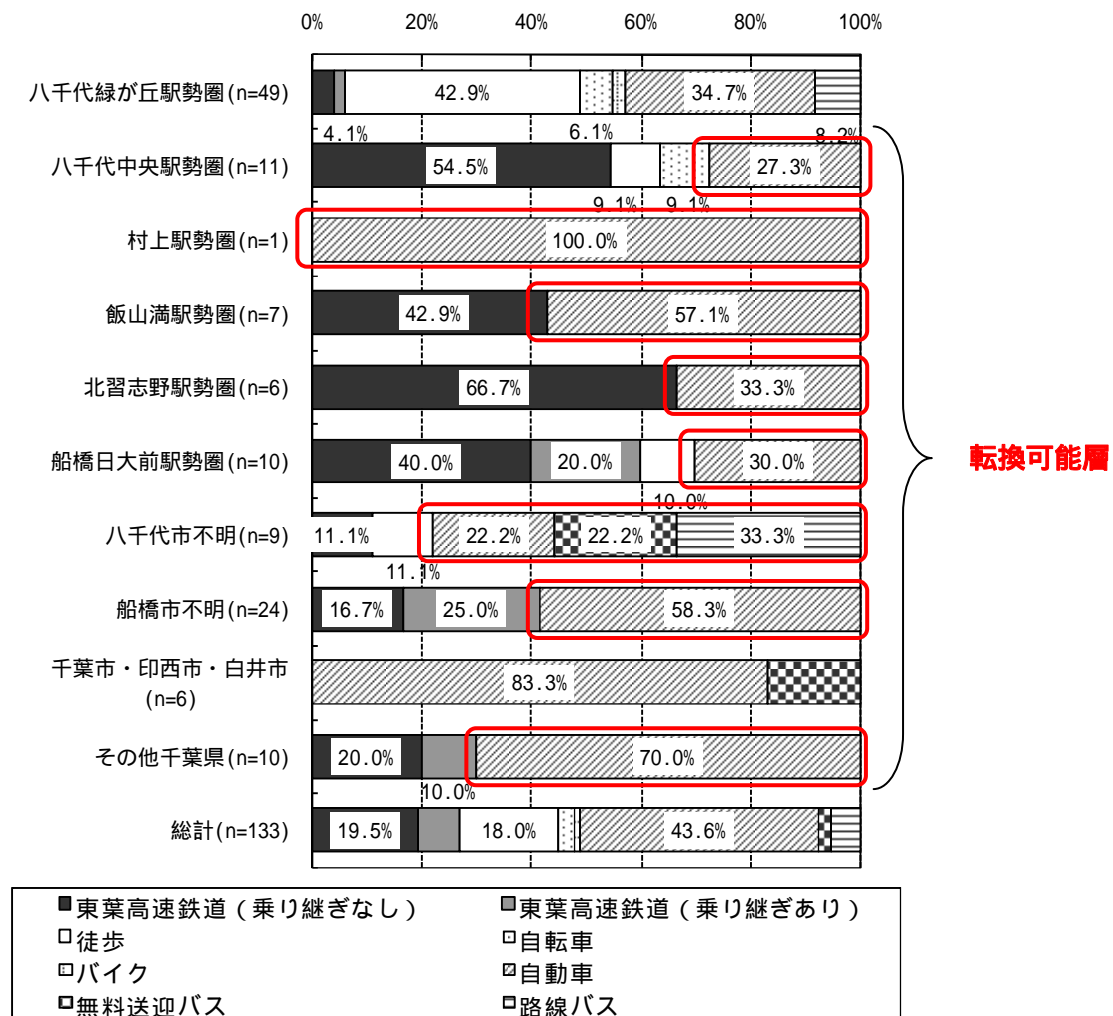 0% 20% 40% 60% 80% 100%
八千代緑が丘駅勢圏(n=49) 42.9% 34.7%
4.1% 6.1% 8.2%
八千代中央駅勢圏(n=11) 54.5% 27.3%
9.1% 9.1%
村上駅勢圏(n=1) 100.0%
飯山満駅勢圏(n=7) 42.9% 57.1%
北習志野駅勢圏(n=6) 66.7% 33.3%
転換可能層
船橋日大前駅勢圏(n=10) 40.0% 20.0% 30.0%
10.0%
八千代市不明(n=9) 11.1% 22.2% 22.2% 33.3%
11.1%
船橋市不明(n=24) 16.7% 25.0% 58.3%
千葉市・印西市・白井市
(n=6) 83.3%
その他千葉県(n=10) 20.0% 70.0%
10.0%
総計(n=133) 19.5% 18.0% 43.6%
東葉高速鉄道（乗り継ぎなし） 東葉高速鉄道（乗り継ぎあり）
徒歩 自転車
バイク 自動車
無料送迎バス 路線バス